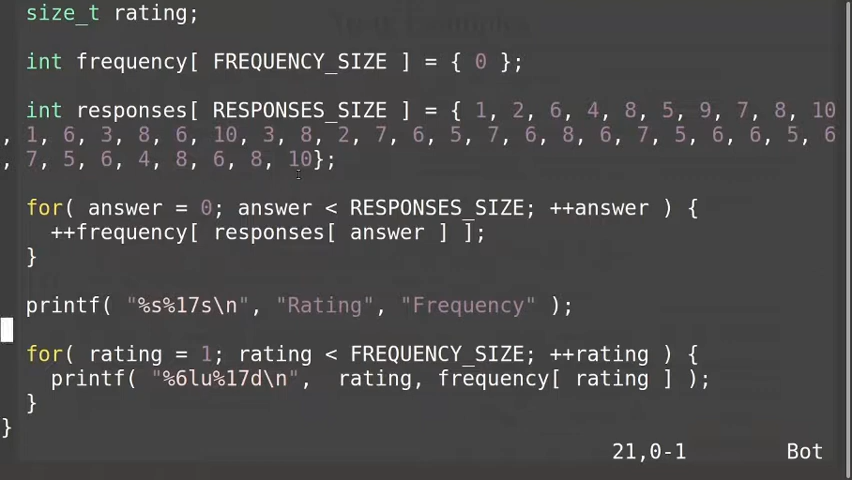 size_t rating;
int frequency[ FREQUENCY_SIZE ] = { 0 };
int responses[ RESPONSES_SIZE ] = { 1, 2, 6, 4, 8, 5, 9, 7, 8, 10
, 1, 6, 3, 8, 6, 10, 3, 8, 2, 7, 6, 5, 7, 6, 8, 6, 7, 5, 6, 6, 5, 6
, 7, 5, 6, 4, 8, 6, 8, 10};
for( answer = 0; answer < RESPONSES_SIZE; ++answer ) {
++frequency[ responses[ answer ] ];
}
printf( "%s%17s\n", "Rating", "Frequency" );
for( rating = 1; rating < FREQUENCY_SIZE; ++rating ) {
printf( "%6lu%17d\n",  rating, frequency[ rating ] );
}
}
21,0-1 Bot